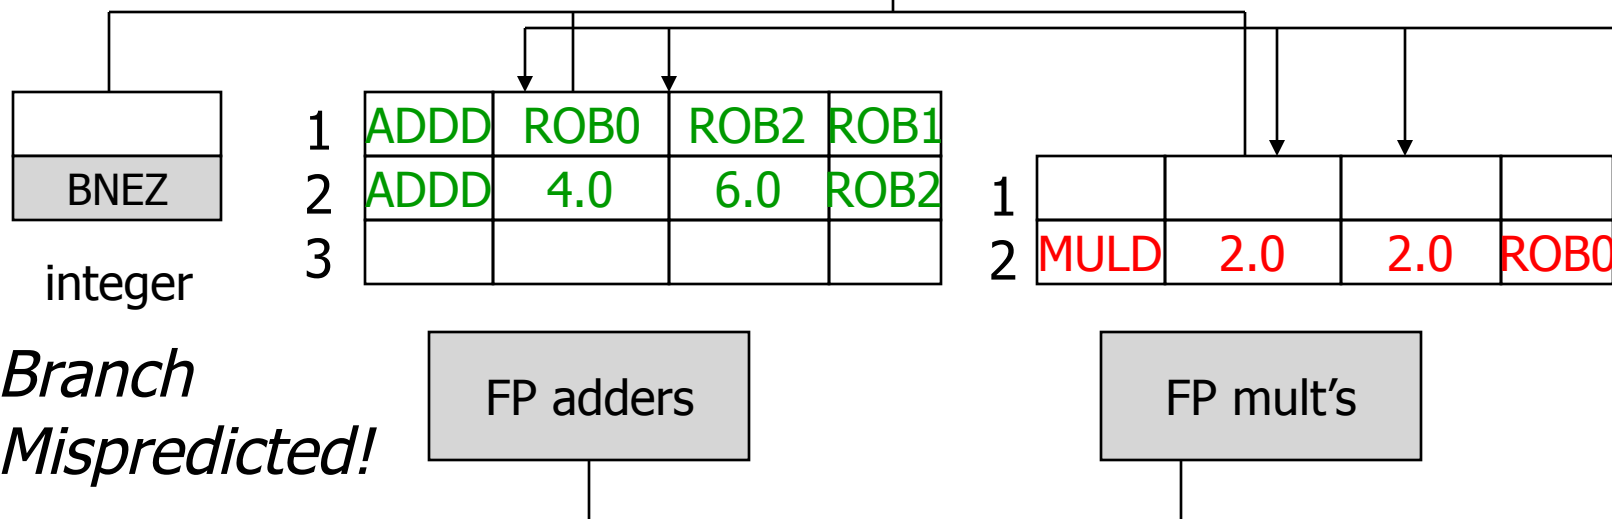 1 ADDD ROB0 ROB2 ROB1
BNEZ 2 ADDD 4.0 6.0 ROB2 1
3 2 MULD 2.0 2.0 ROB0
integer
Branch FP adders FP mult’s
Mispredicted!